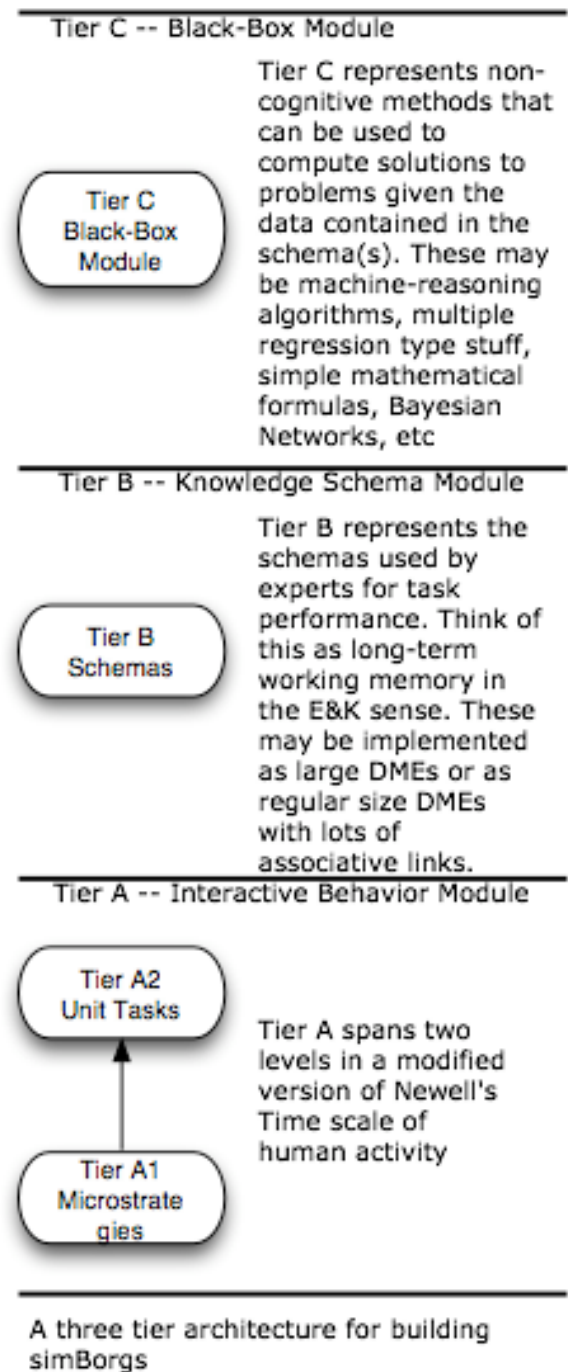 Tier C -- Black-Box Module
Tier C represents non-
cognitive methods that
can be used to
compute solutions to
problems given the
data contained in the
schema(s). These may
be machine-reasoning
algorithms, multiple
regression type stuff,
simple mathematical
formulas, Bayesian
Networks, etc
Tier C
Black-Box
Module
Tier B -- Knowledge Schema Module
Tier B represents the
schemas used by
experts for task
performance. Think of
this as long-term
working memory in
the E&K sense. These
may be implemented
as large DMEs or as
regular size DMEs
with lots of
associative links.
Tier B
Schemas
Tier A -- Interactive Behavior Module
Tier A2
Unit Tasks
Tier A spans two
levels in a modified
version of Newell's
Time scale of
human activity
Tier A1
Microstrate
gies
A three tier architecture for building
simBorgs